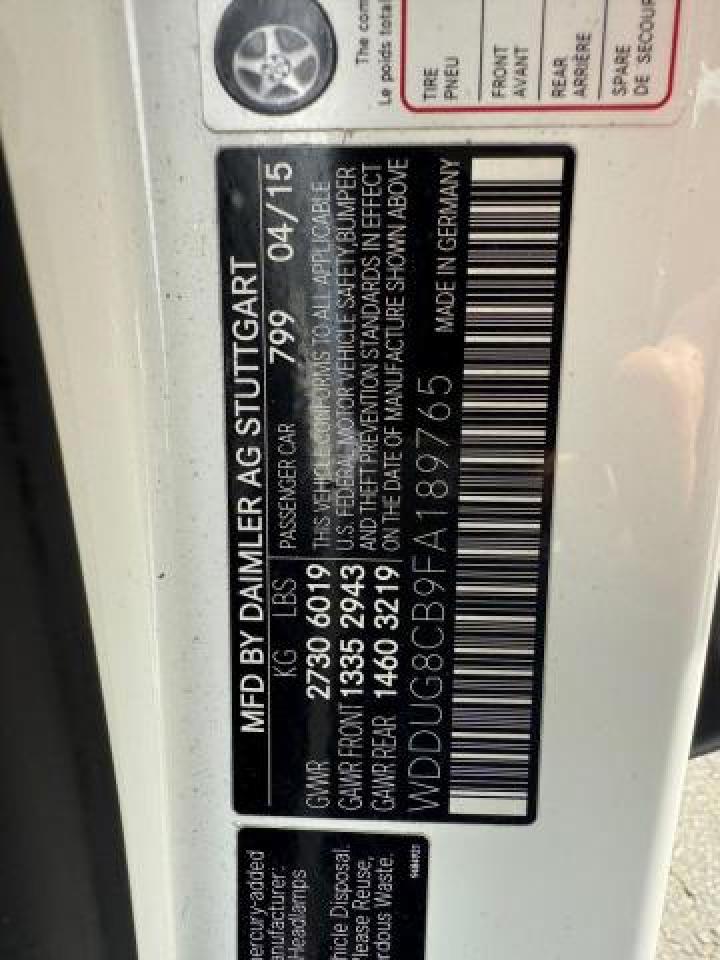 The com
Le poids total
TIRE
PNEU
FRONT
AVANT
REAR
ARRIÈRE
SPARE
DE SECOUR
MFD BY DAIMLER AG STUTTGART
KG LBS PASSENGER CAR 799 04/15
GVWR 2730 6019 THIS VEHICLE CONFORMS TO ALL APPLICABLE
GAWR FRONT 1335 2943 U.S. FEDERAL MOTOR VEHICLE SAFETY,BUMPER
AND THEFT PREVENTION STANDARDS IN EFFECT
GAWR REAR 1460 3219 ON THE DATE OF MANUFACTURE SHOWN ABOVE
WDDUG8CB9FA189765 MADE IN GERMANY
ercury-added
anufacturer.
Headlamps
hicle Disposal.
lease Reuse,
rdous Waste.